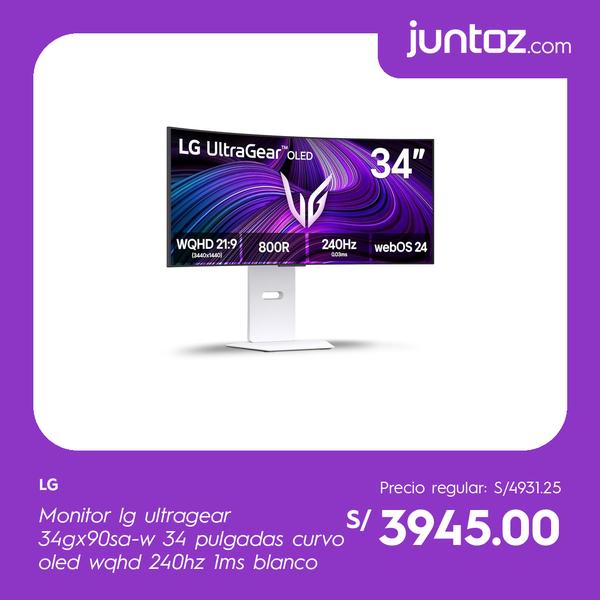 juntoz.com
LG UltraGear™ OLED
34"
WQHD 21:9
(3440x1440)
800R
240Hz
0.03ms
webOS 24
LG
Monitor lg ultragear
34gx90sa-w 34 pulgadas curvo
oled wqhd 240hz 1ms blanco
Precio regular: S/4931.25
S/ 3945.00